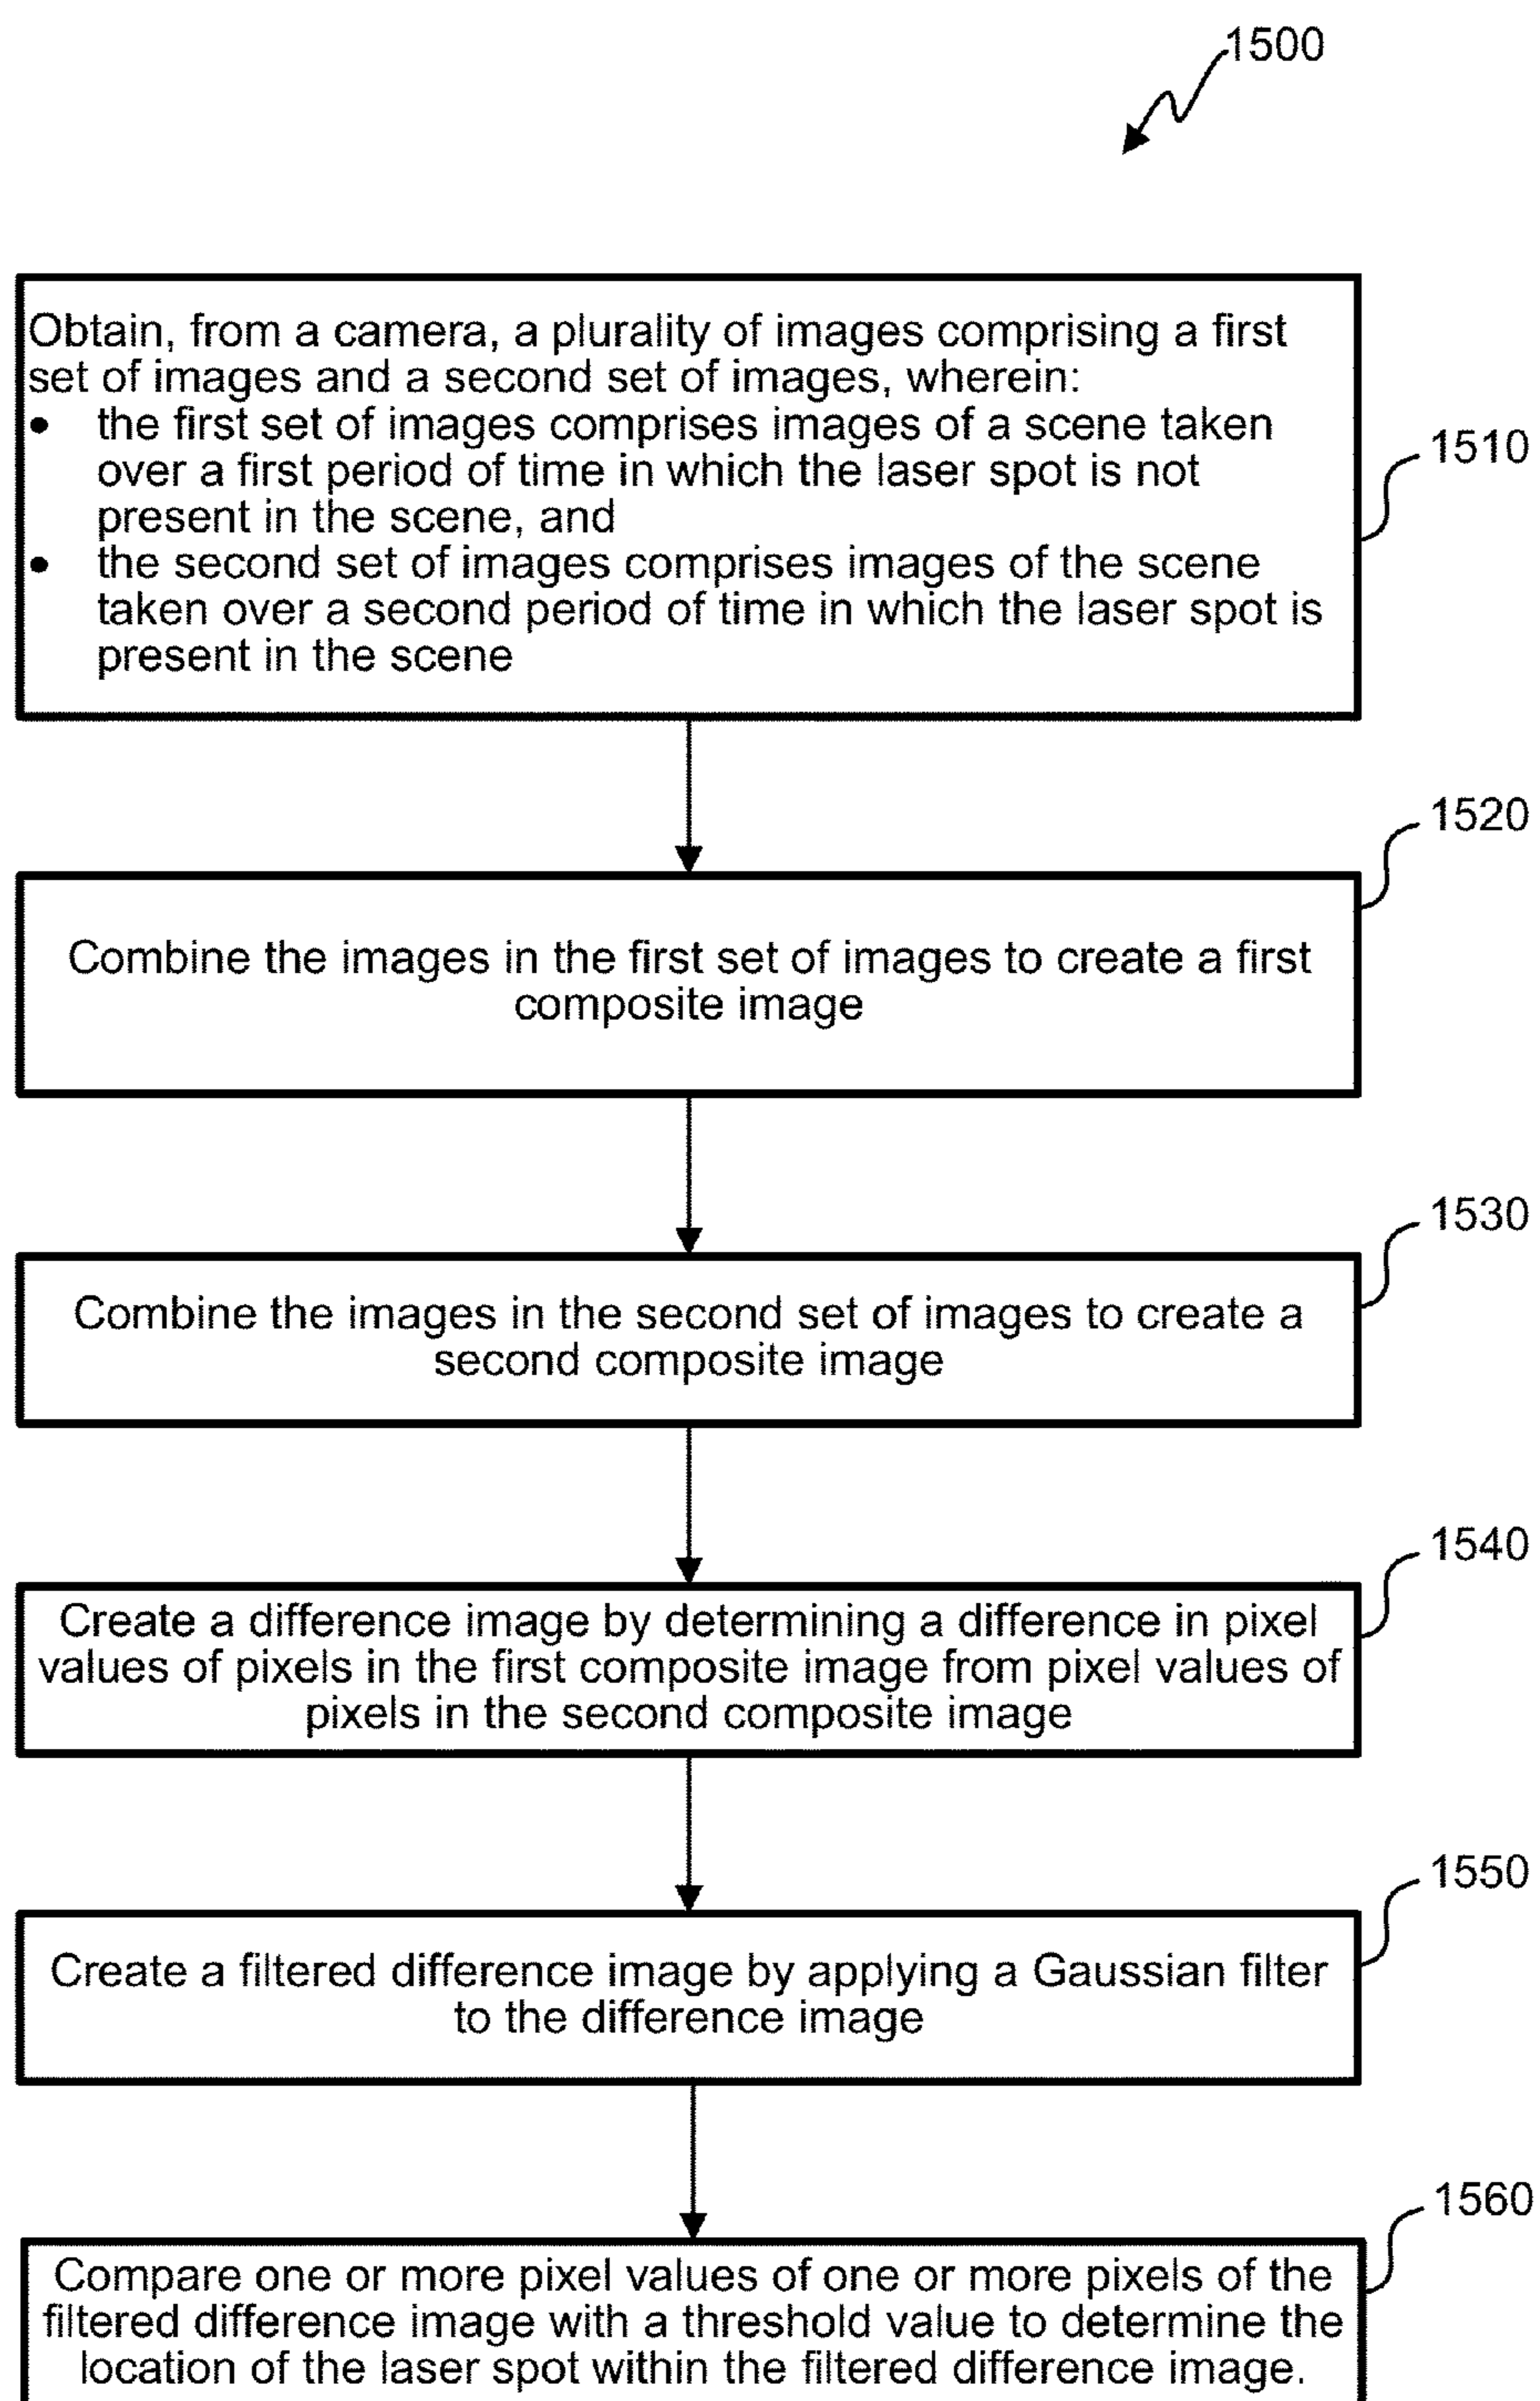 1500
Obtain, from a camera, a plurality of images comprising a first
set of images and a second set of images, wherein:
• the first set of images comprises images of a scene taken
over a first period of time in which the laser spot is not
present in the scene, and
• the second set of images comprises images of the scene
taken over a second period of time in which the laser spot is
present in the scene
1510
1520
Combine the images in the first set of images to create a first
composite image
1530
Combine the images in the second set of images to create a
second composite image
1540
Create a difference image by determining a difference in pixel
values of pixels in the first composite image from pixel values of
pixels in the second composite image
1550
Create a filtered difference image by applying a Gaussian filter
to the difference image
1560
Compare one or more pixel values of one or more pixels of the
filtered difference image with a threshold value to determine the
location of the laser spot within the filtered difference image.